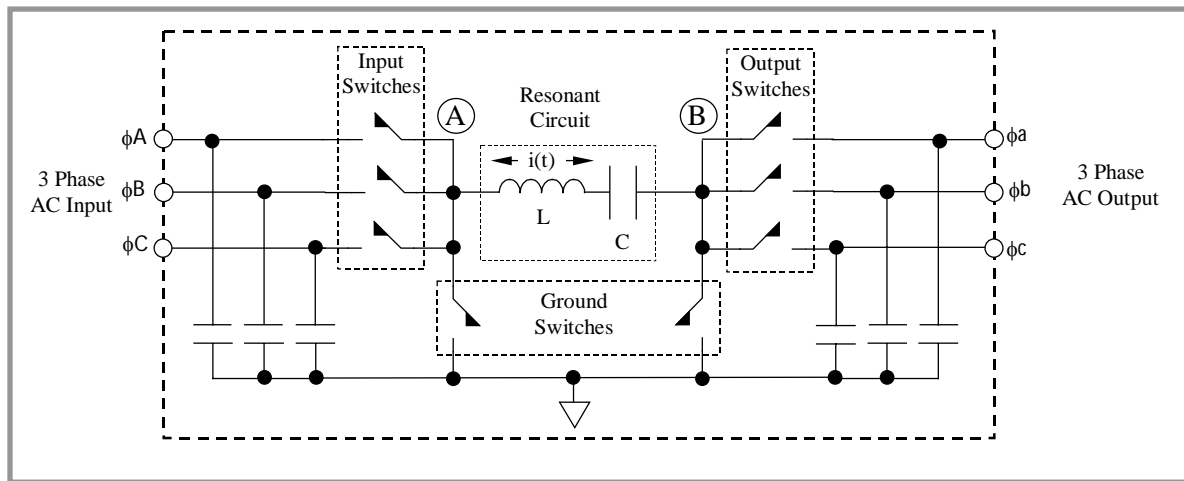 Input
Switches
Output
Switches
Resonant
Circuit
A
B
i(t)
L
C
ϕA
ϕB
ϕC
3 Phase
AC Input
ϕa
ϕb
ϕc
3 Phase
AC Output
Ground
Switches